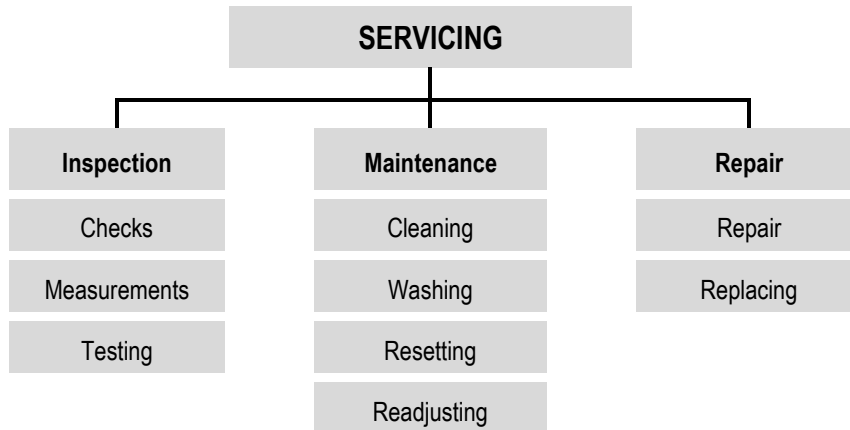 SERVICING
Inspection
Checks
Measurements
Testing
Maintenance
Cleaning
Washing
Resetting
Readjusting
Repair
Repair
Replacing